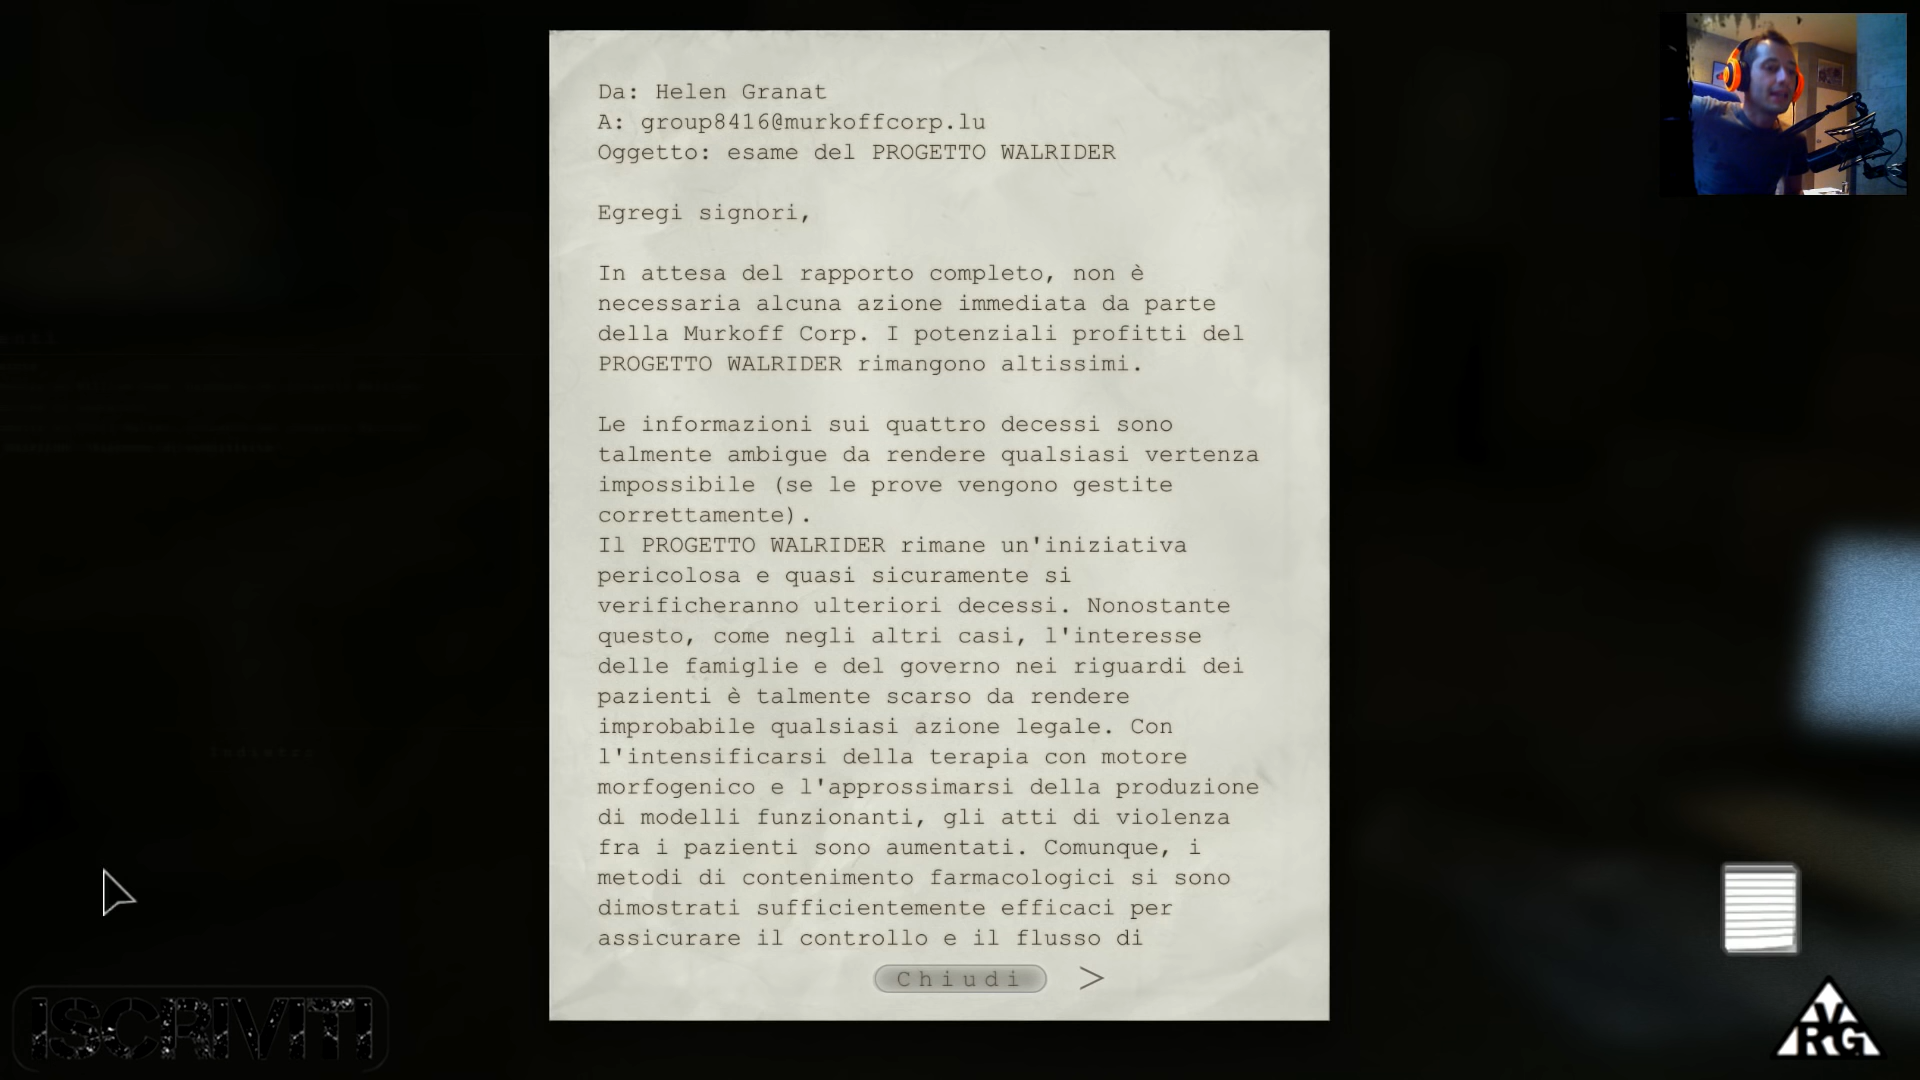 Da: Helen Granat
A: group8416@murkoffcorp.lu
Oggetto: esame del PROGETTO WALRIDER
Egregi signori,
In attesa del rapporto completo, non è
necessaria alcuna azione immediata da parte
della Murkoff Corp. I potenziali profitti del
PROGETTO WALRIDER rimangono altissimi.
Le informazioni sui quattro decessi sono
talmente ambigue da rendere qualsiasi vertenza
impossibile (se le prove vengono gestite
correttamente).
Il PROGETTO WALRIDER rimane un'iniziativa
pericolosa e quasi sicuramente si
verificheranno ulteriori decessi. Nonostante
questo, come negli altri casi, l'interesse
delle famiglie e del governo nei riguardi dei
pazienti è talmente scarso da rendere
improbabile qualsiasi azione legale. Con
l'intensificarsi della terapia con motore
morfogenico e l'approssimarsi della produzione
di modelli funzionanti, gli atti di violenza
fra i pazienti sono aumentati. Comunque, i
metodi di contenimento farmacologici si sono
dimostrati sufficientemente efficaci per
assicurare il controllo e il flusso di
Chiudi >
Indietro
ISCRIVITI
VRG